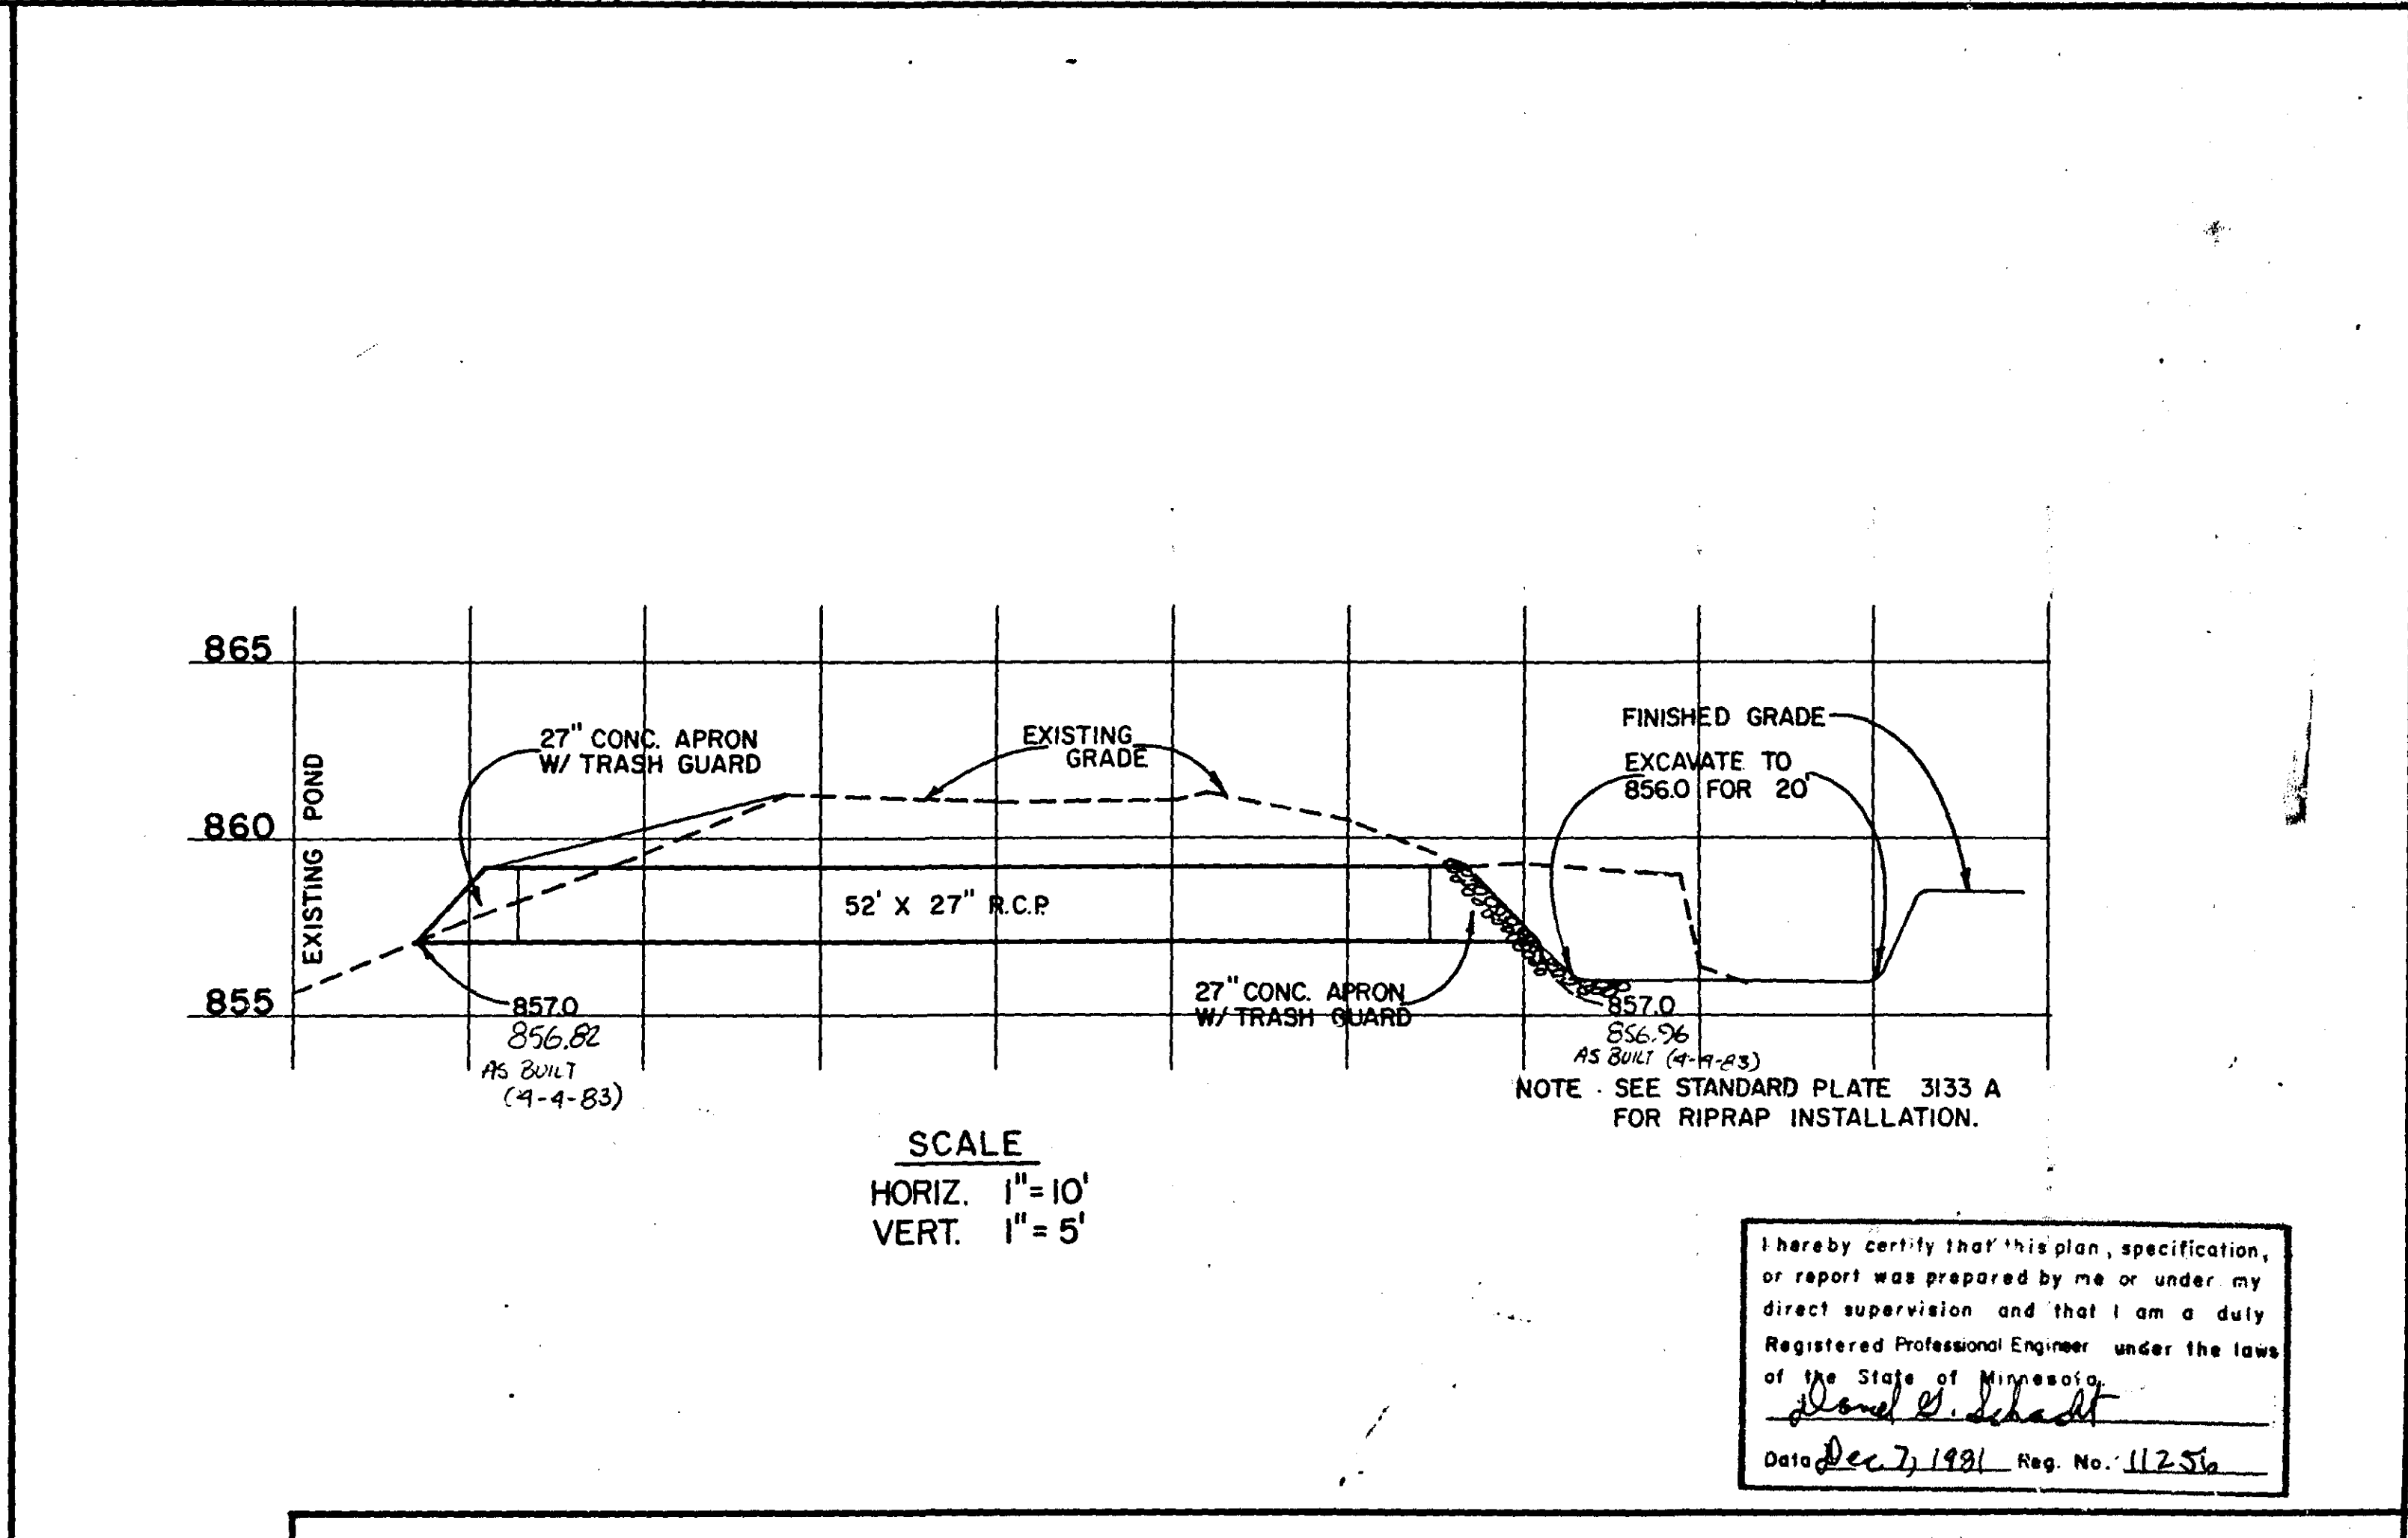 865
860
855
EXISTING POND
27" CONC. APRON
W/ TRASH GUARD
EXISTING
GRADE
FINISHED GRADE
EXCAVATE TO
856.0 FOR 20'
52' X 27" R.C.P.
857.0
856.82
AS BUILT
(4-4-83)
27" CONC. APRON
W/ TRASH GUARD
857.0
856.96
AS BUILT (4-4-83)
NOTE - SEE STANDARD PLATE 3133 A
FOR RIPRAP INSTALLATION.
SCALE
HORIZ. 1"=10'
VERT. 1"= 5'
I hereby certify that this plan, specification,
or report was prepared by me or under my
direct supervision and that I am a duly
Registered Professional Engineer under the laws
of the State of Minnesota.
G. Schadt
Date Dec 7, 1981 Reg. No. 11256